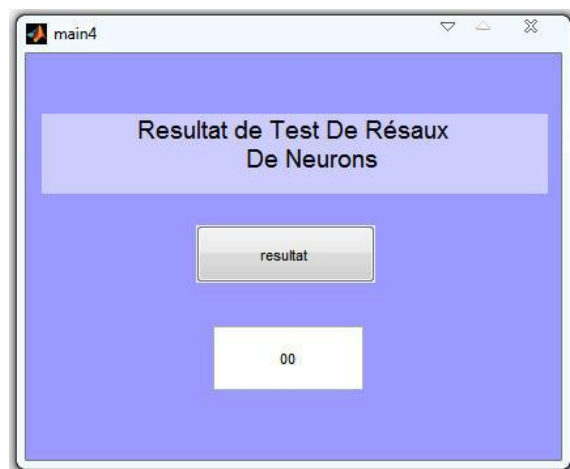 main4
Resultat de Test De Résaux
De Neurons
resultat
00